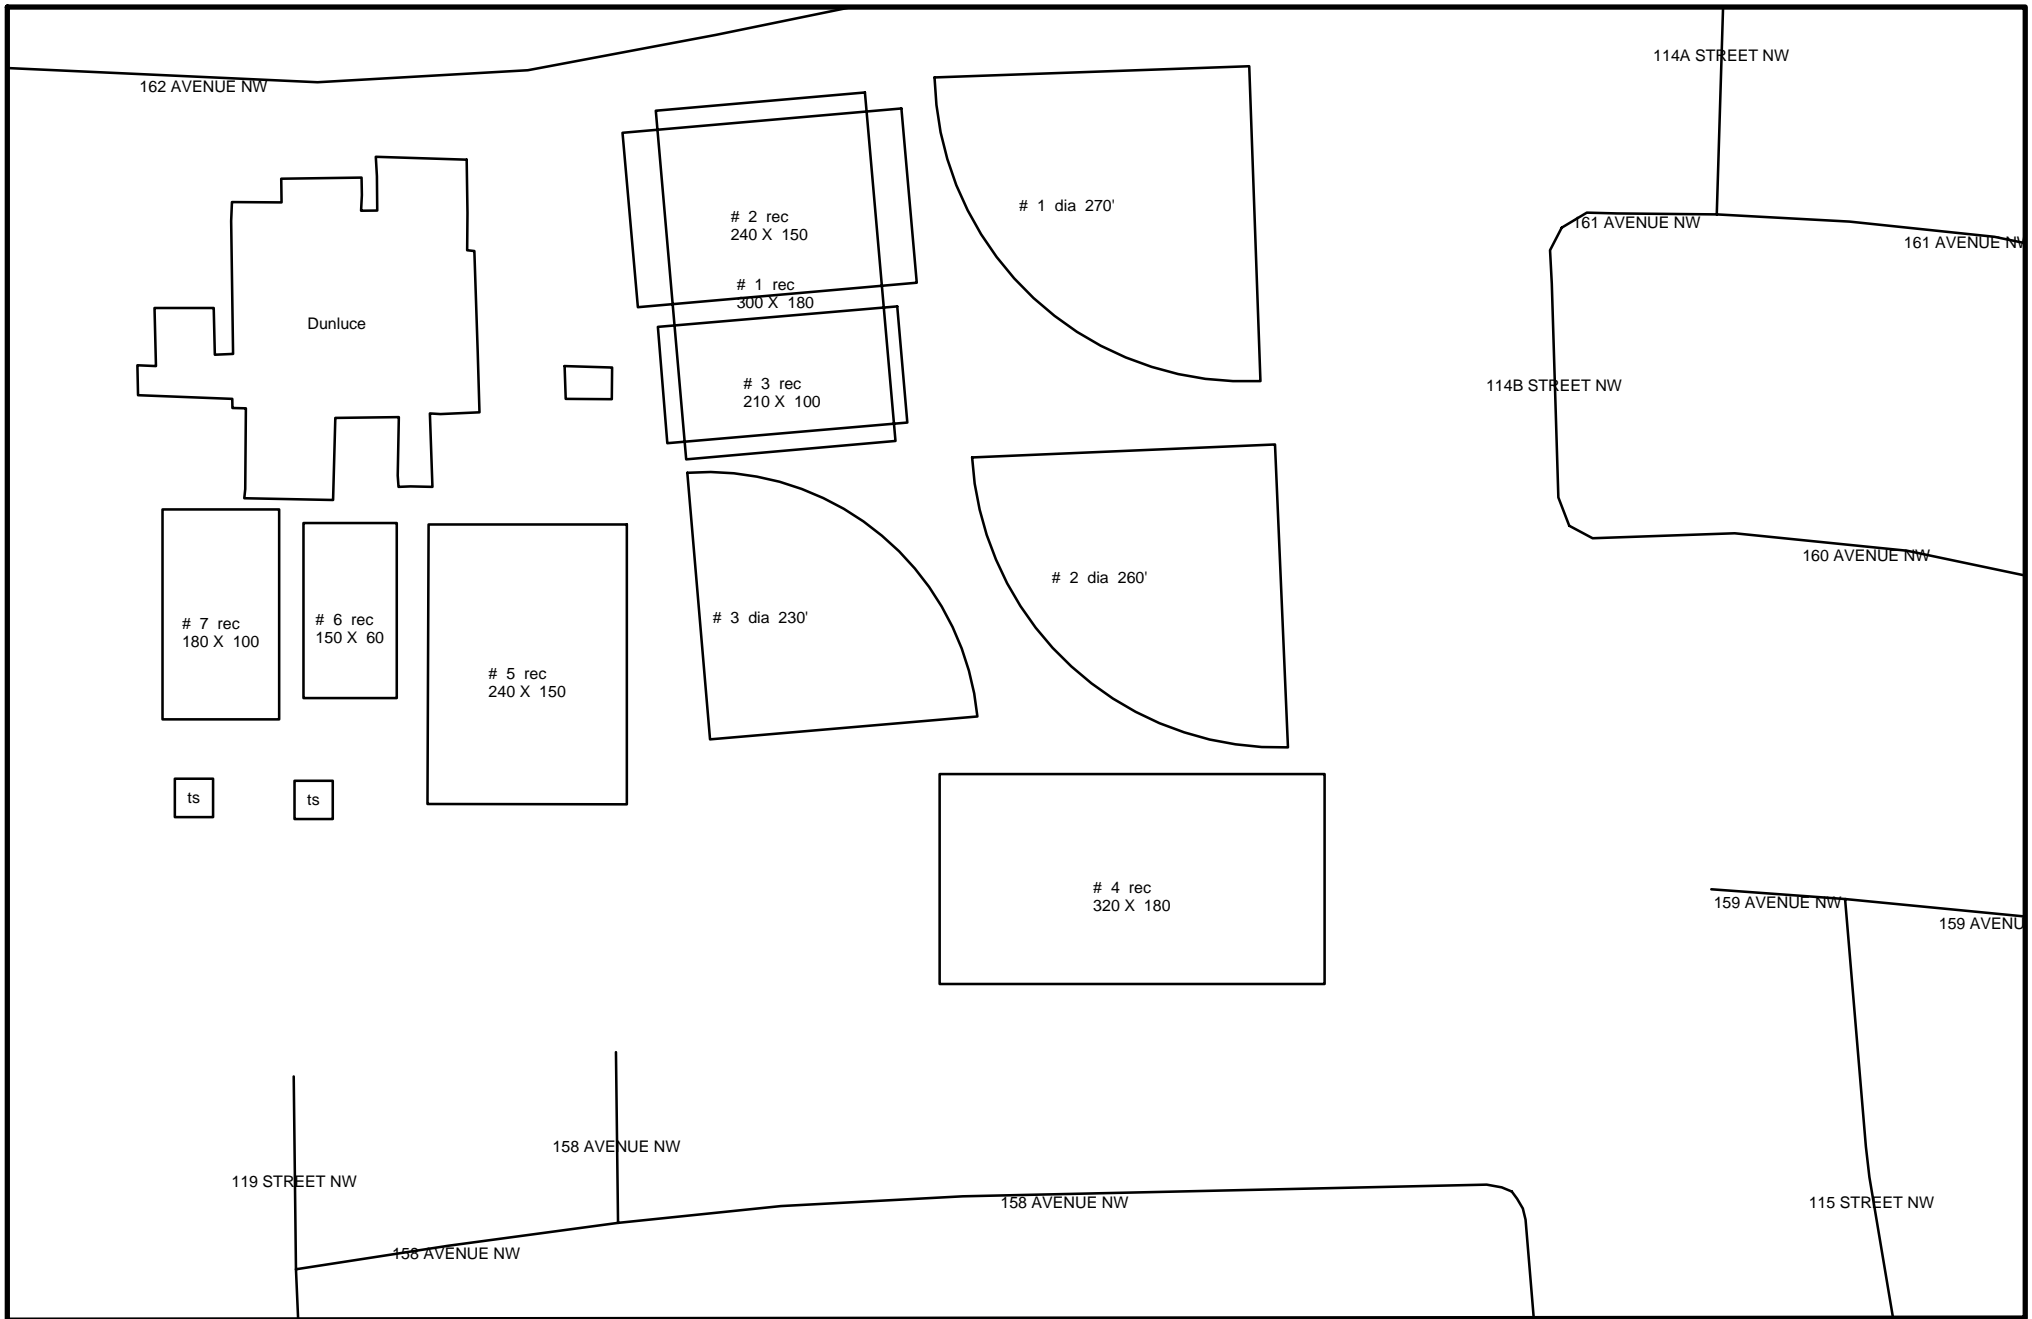 114A STREET NW
162 AVENUE NW
# 1 dia 270'
# 2 rec
240 X 150
161 AVENUE NW
161 AVENUE NW
# 1 rec
300 X 180
Dunluce
# 3 rec
210 X 100
114B STREET NW
160 AVENUE NW
# 2 dia 260'
# 3 dia 230'
# 7 rec
180 X 100
# 6 rec
150 X 60
# 5 rec
240 X 150
ts
ts
# 4 rec
320 X 180
159 AVENUE NW
159 AVENU
158 AVENUE NW
119 STREET NW
158 AVENUE NW
115 STREET NW
158 AVENUE NW